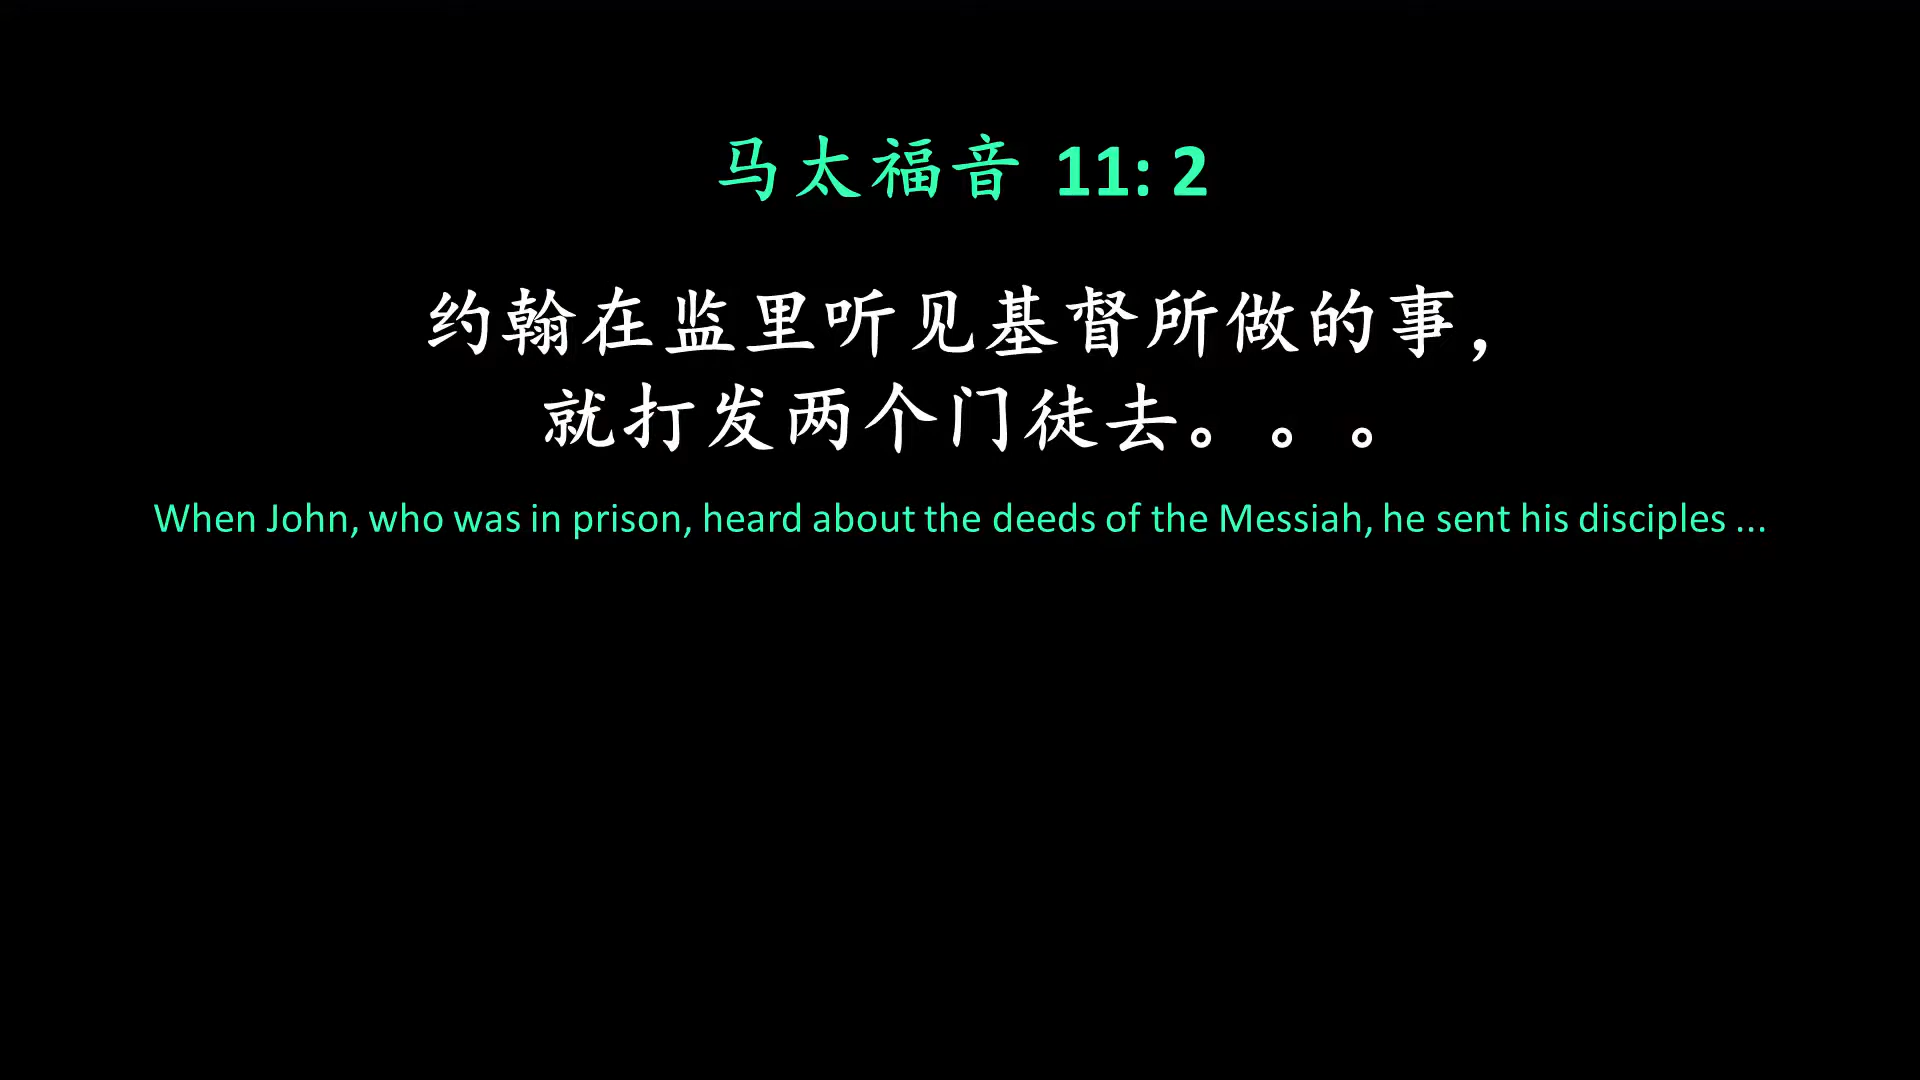 马太福音 11: 2
约翰在监里听见基督所做的事，
就打发两个门徒去。。。
When John, who was in prison, heard about the deeds of the Messiah, he sent his disciples ...